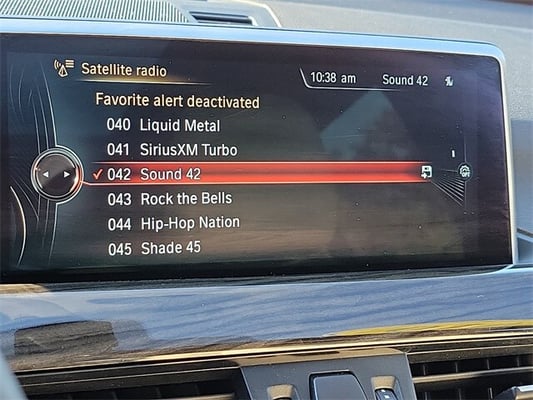 Satellite radio
10:38 am Sound 42
Favorite alert deactivated
040 Liquid Metal
041 SiriusXM Turbo
✓ 042 Sound 42
043 Rock the Bells
044 Hip-Hop Nation
045 Shade 45